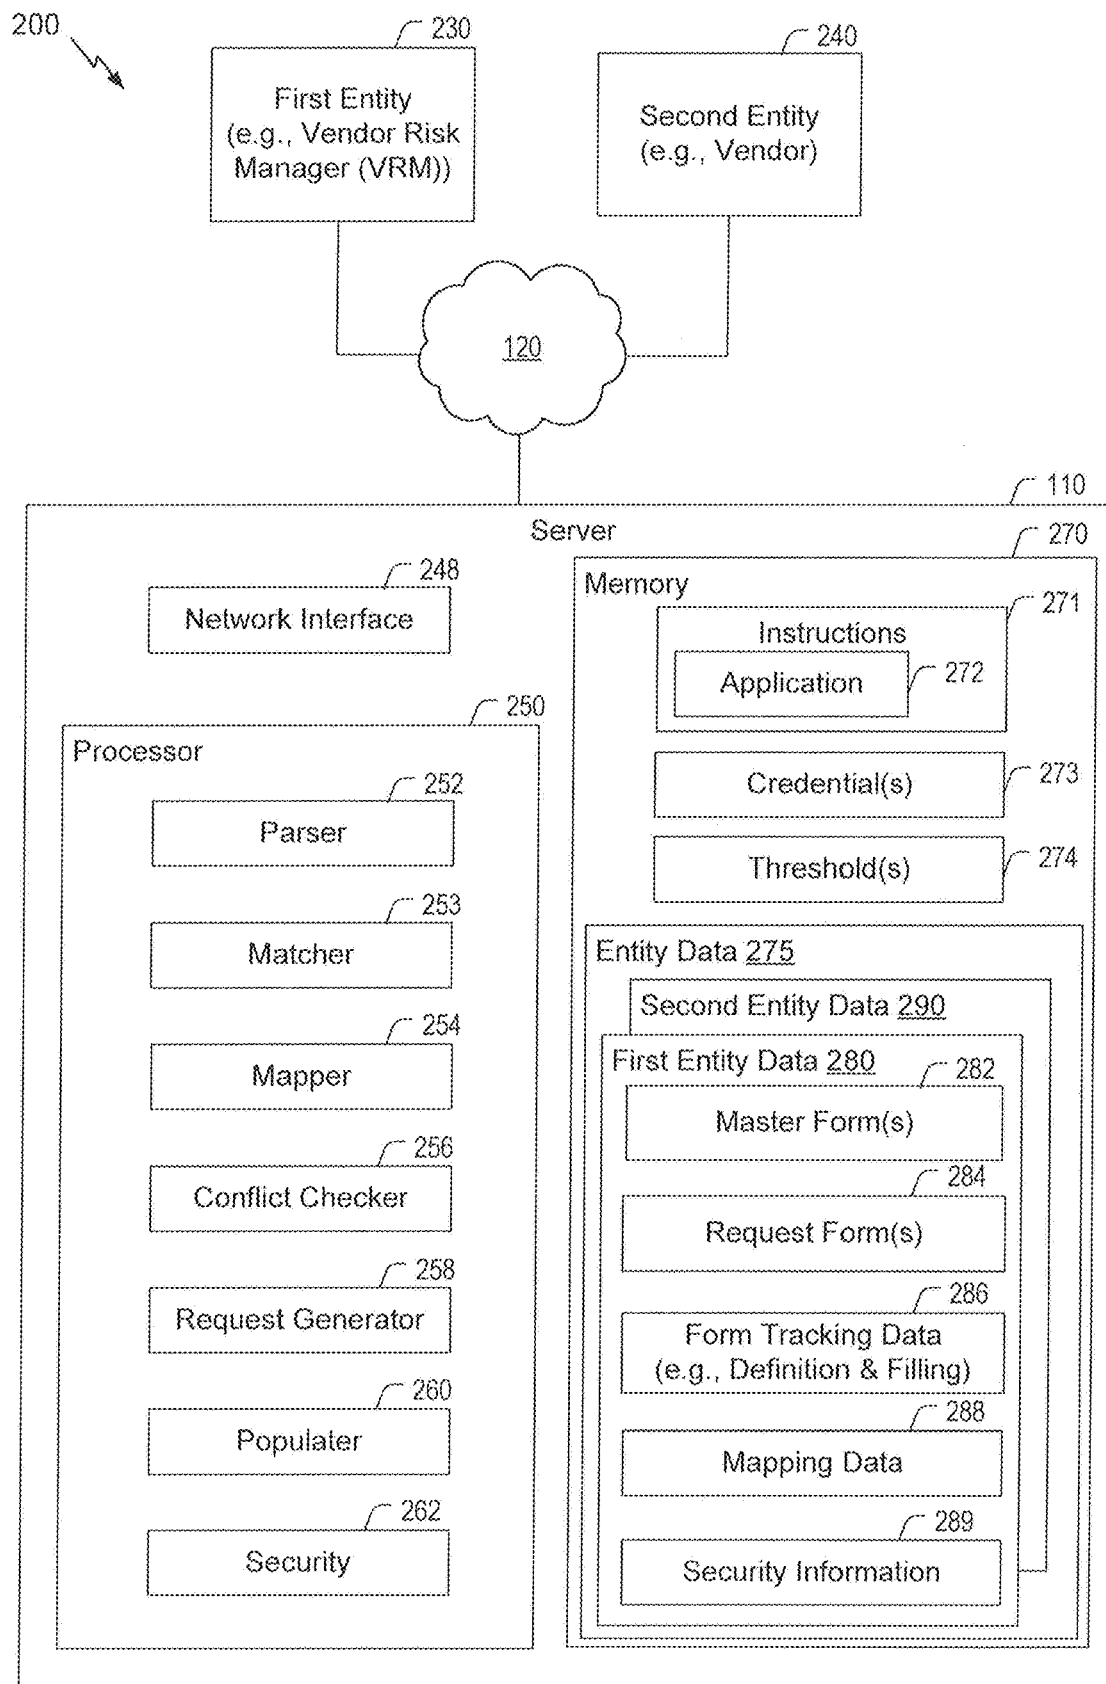 200
230
First Entity
(e.g., Vendor Risk
Manager (VRM))
240
Second Entity
(e.g., Vendor)
120
110
Server
248
Network Interface
250
Processor
252
Parser
253
Matcher
254
Mapper
256
Conflict Checker
258
Request Generator
260
Populater
262
Security
270
Memory
271
Instructions
272
Application
273
Credential(s)
274
Threshold(s)
Entity Data 275
Second Entity Data 290
First Entity Data 280
282
Master Form(s)
284
Request Form(s)
286
Form Tracking Data
(e.g., Definition & Filling)
288
Mapping Data
289
Security Information